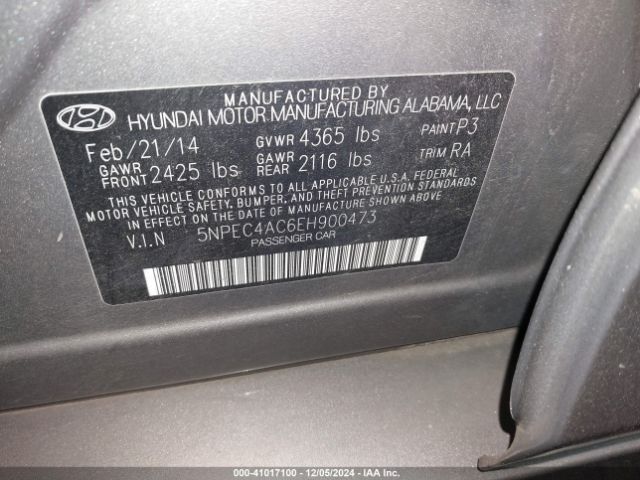 MANUFACTURED BY
HYUNDAI MOTOR MANUFACTURING ALABAMA, LLC
Feb/21/14 GVWR 4365 lbs PAINT P3
GAWR FRONT 2425 lbs GAWR REAR 2116 lbs TRIM RA
THIS VEHICLE CONFORMS TO ALL APPLICABLE U.S.A. FEDERAL
MOTOR VEHICLE SAFETY, BUMPER, AND THEFT PREVENTION STANDARDS
IN EFFECT ON THE DATE OF MANUFACTURE SHOWN ABOVE.
V.I.N 5NPEC4AC6EH900473
PASSENGER CAR
000-41017100 | 12/05/2024 - IAA Inc.